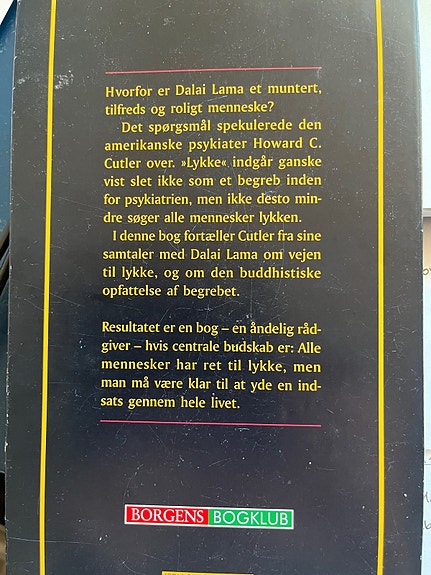 Hvorfor er Dalai Lama et muntert,
tilfreds og roligt menneske?
Det spørgsmål spekulerede den
amerikanske psykiater Howard C.
Cutler over. »Lykke« indgår ganske
vist slet ikke som et begreb inden
for psykiatrien, men ikke desto min-
dre søger alle mennesker lykken.
I denne bog fortæller Cutler fra sine
samtaler med Dalai Lama om vejen
til lykke, og om den buddhistiske
opfattelse af begrebet.
Resultatet er en bog – en åndelig råd-
giver – hvis centrale budskab er: Alle
mennesker har ret til lykke, men
man må være klar til at yde en ind-
sats gennem hele livet.
BORGENS BOGKLUB